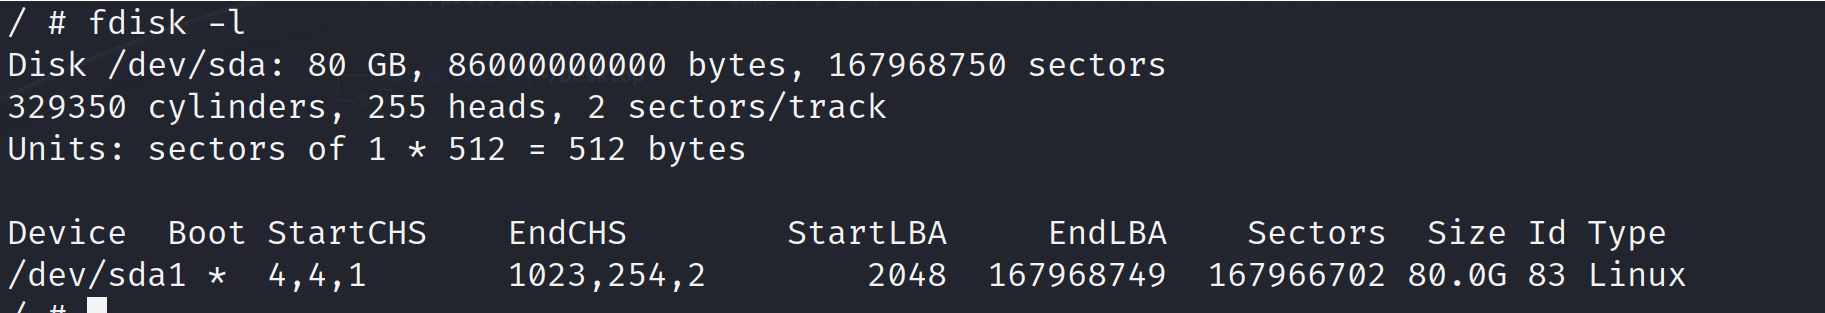 / # fdisk -l
Disk /dev/sda: 80 GB, 86000000000 bytes, 167968750 sectors
329350 cylinders, 255 heads, 2 sectors/track
Units: sectors of 1 * 512 = 512 bytes
Device  Boot StartCHS    EndCHS        StartLBA     EndLBA    Sectors  Size Id Type
/dev/sda1 *  4,4,1       1023,254,2        2048  167968749  167966702 80.0G 83 Linux
/ #